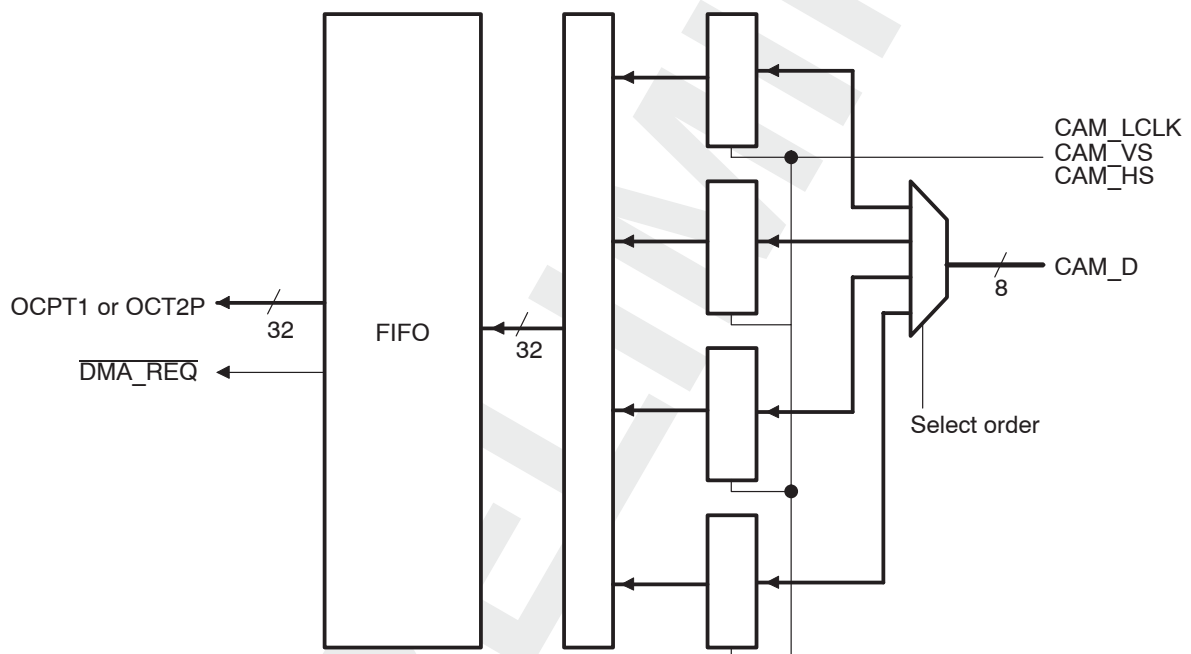 CAM_LCLK
CAM_VS
CAM_HS
CAM_D
8
OCPT1 or OCT2P
32
FIFO
32
DMA_REQ
Select order